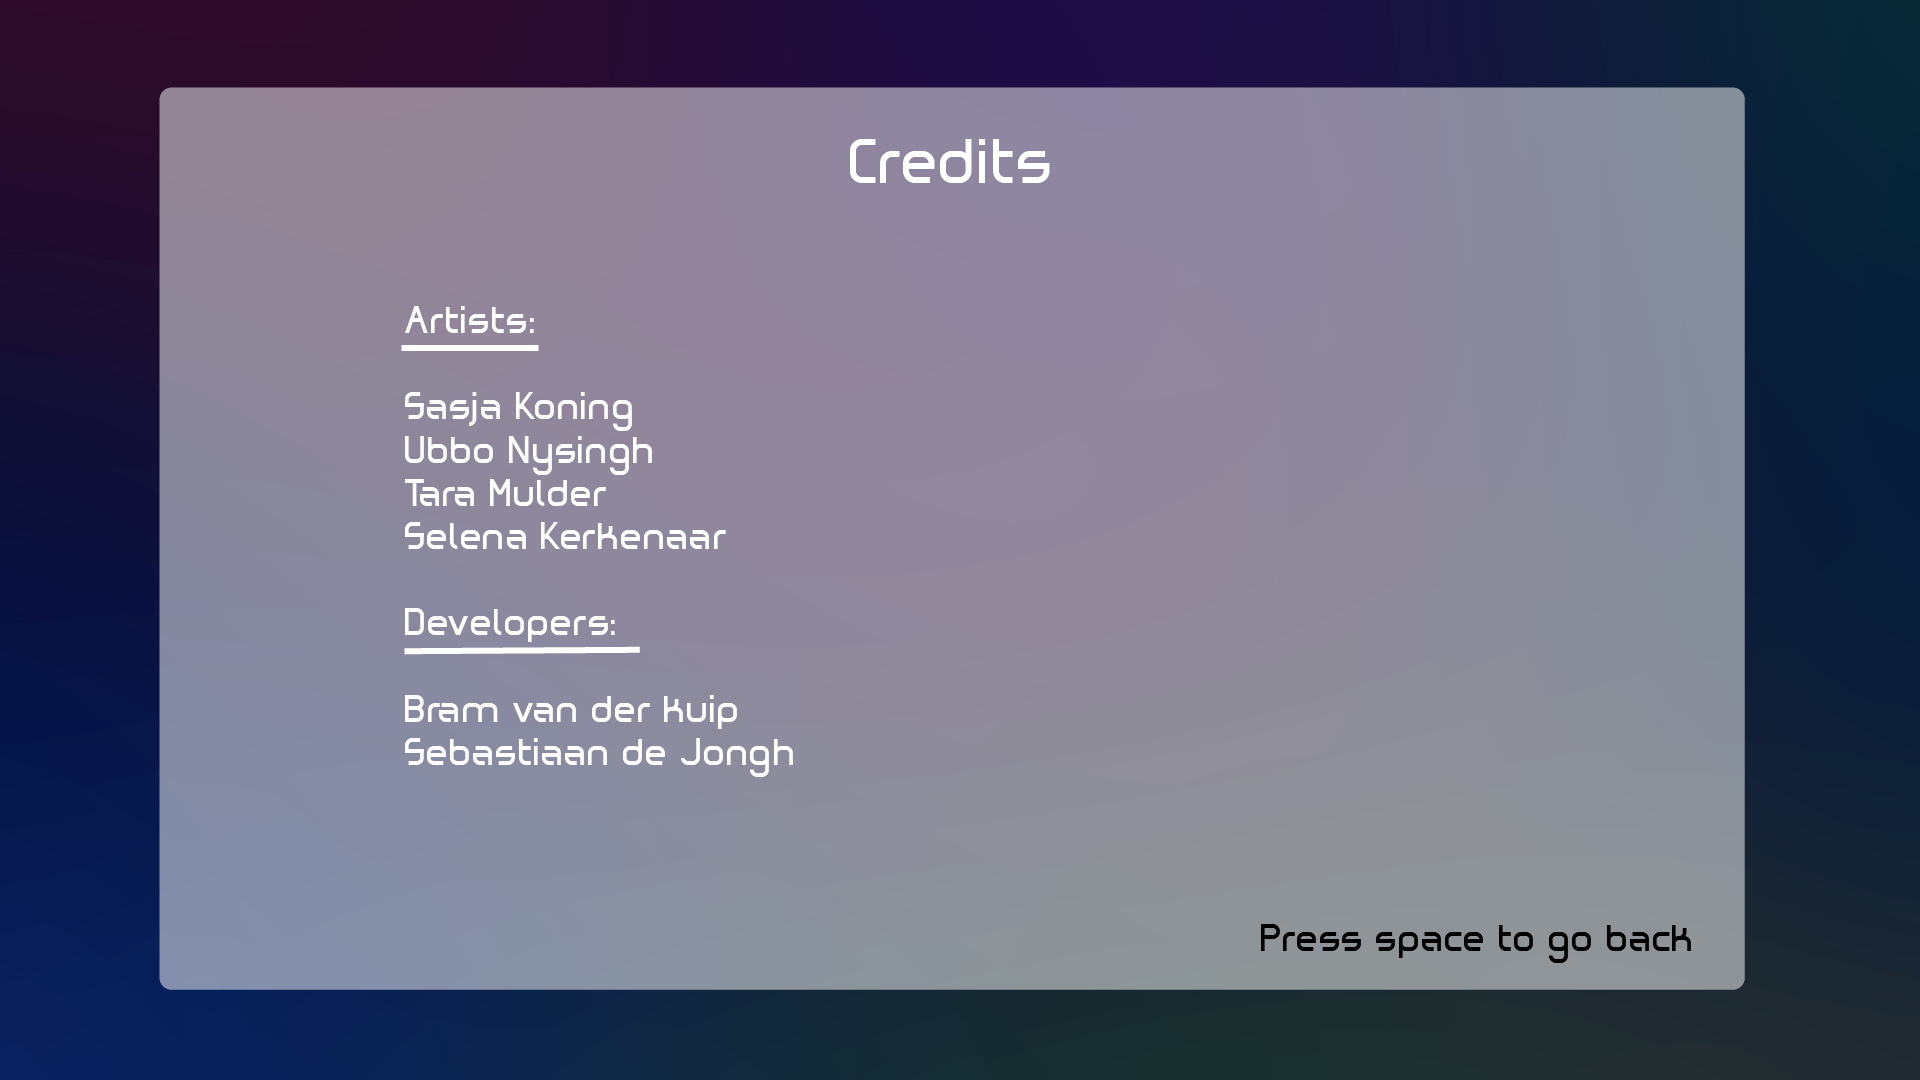 Credits
Artists:
Sasja Koning
Ubbo Nysingh
Tara Mulder
Selena Kerkenaar
Developers:
Bram van der Kuip
Sebastiaan de Jongh
Press space to go back